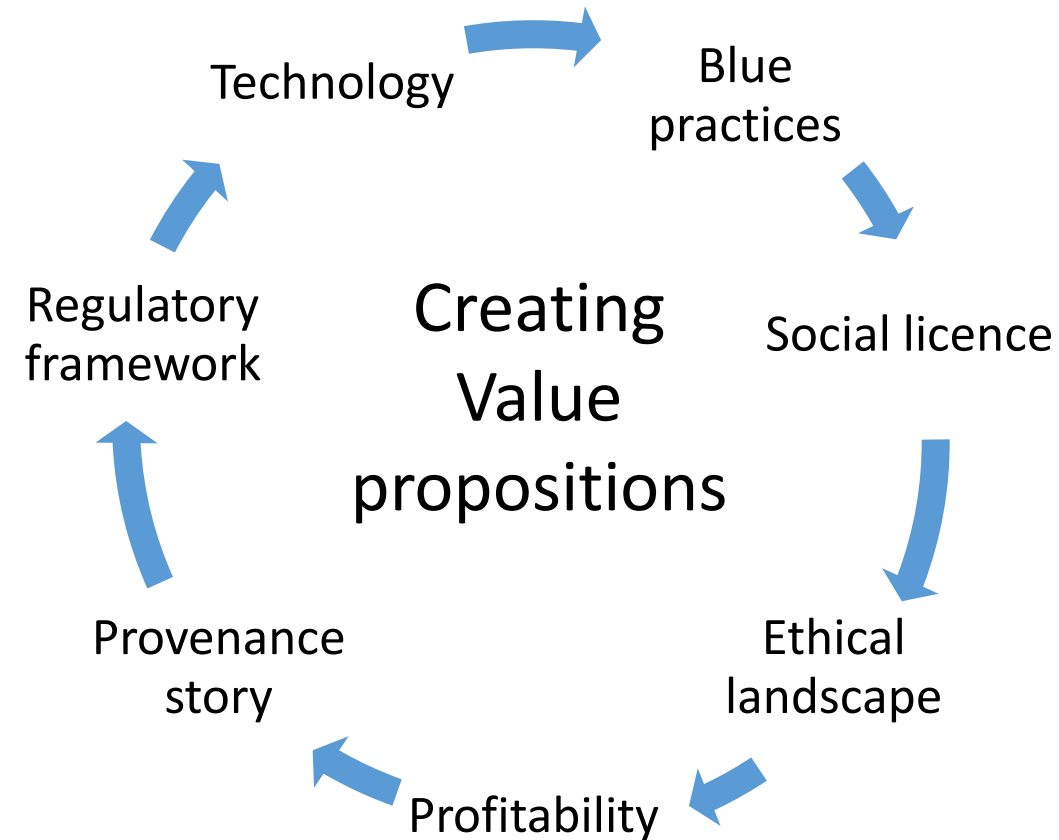 Technology
Blue
practices
Social licence
Ethical
landscape
Profitability
Provenance
story
Regulatory
framework
Creating
Value
propositions